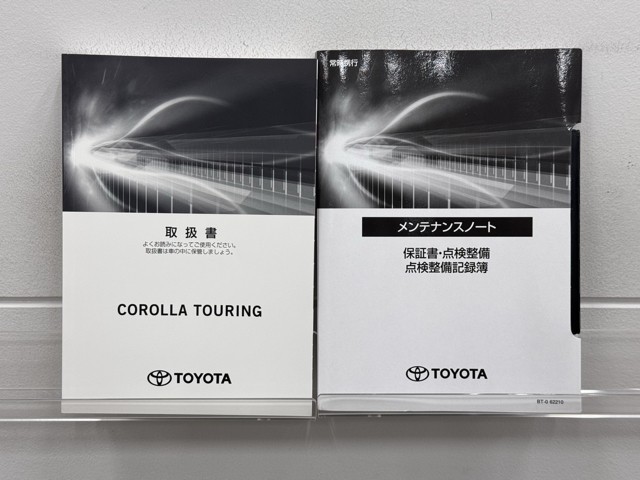 取扱書
よくお読みになってご使用ください。
取扱書は車の中に保管しましょう。
COROLLA TOURING
TOYOTA
常時携行
メンテナンスノート
保証書・点検整備
点検整備記録簿
TOYOTA